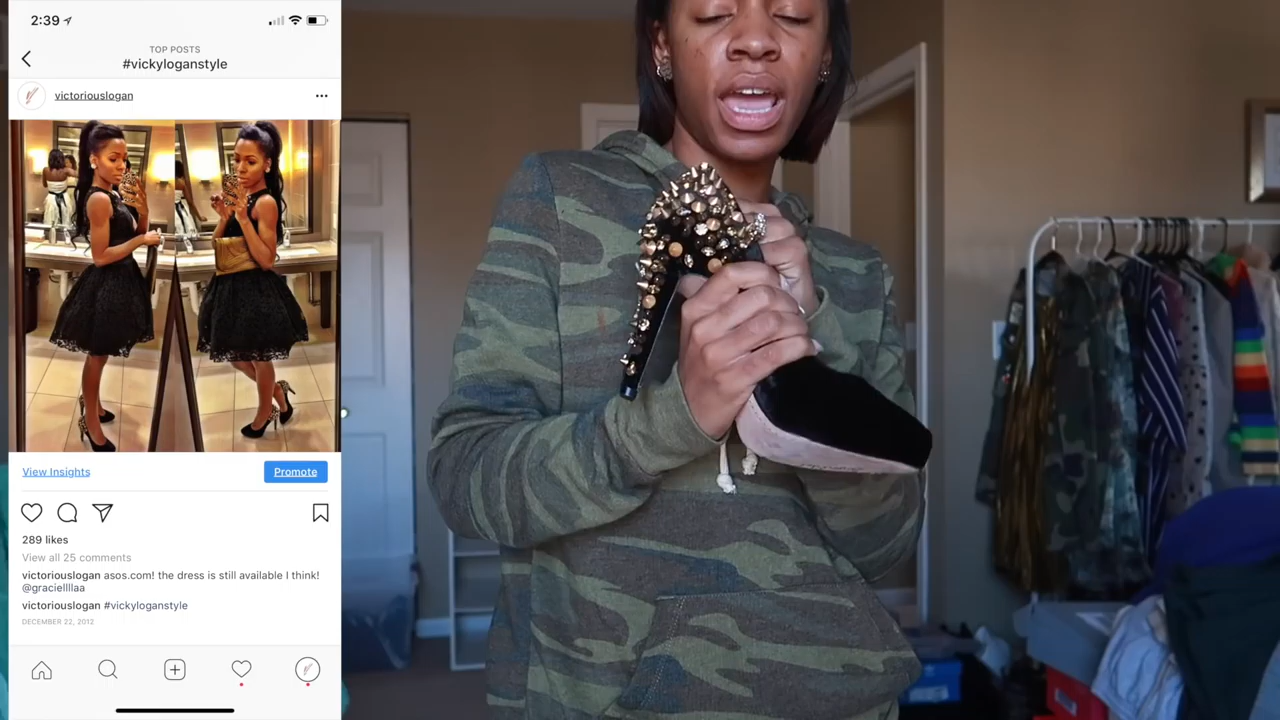 2:39
TOP POSTS
#vickyloganstyle
victoriouslogan
View Insights
Promote
289 likes
View all 25 comments
victoriouslogan asos.com! the dress is still available I think!
@graciellllaa
victoriouslogan #vickyloganstyle
DECEMBER 22, 2012